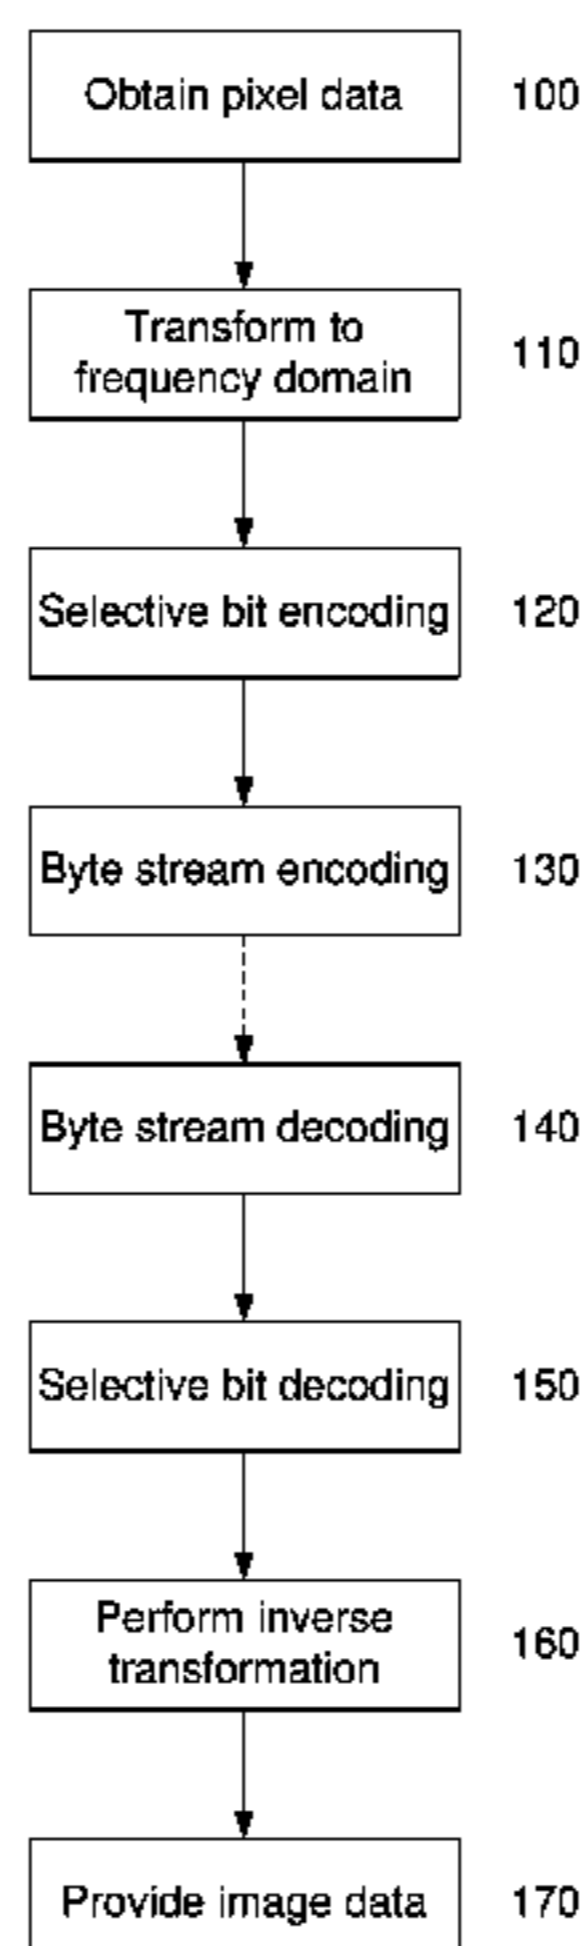 Obtain pixel data 100
Transform to
frequency domain 110
Selective bit encoding 120
Byte stream encoding 130
Byte stream decoding 140
Selective bit decoding 150
Perform inverse
transformation 160
Provide image data 170